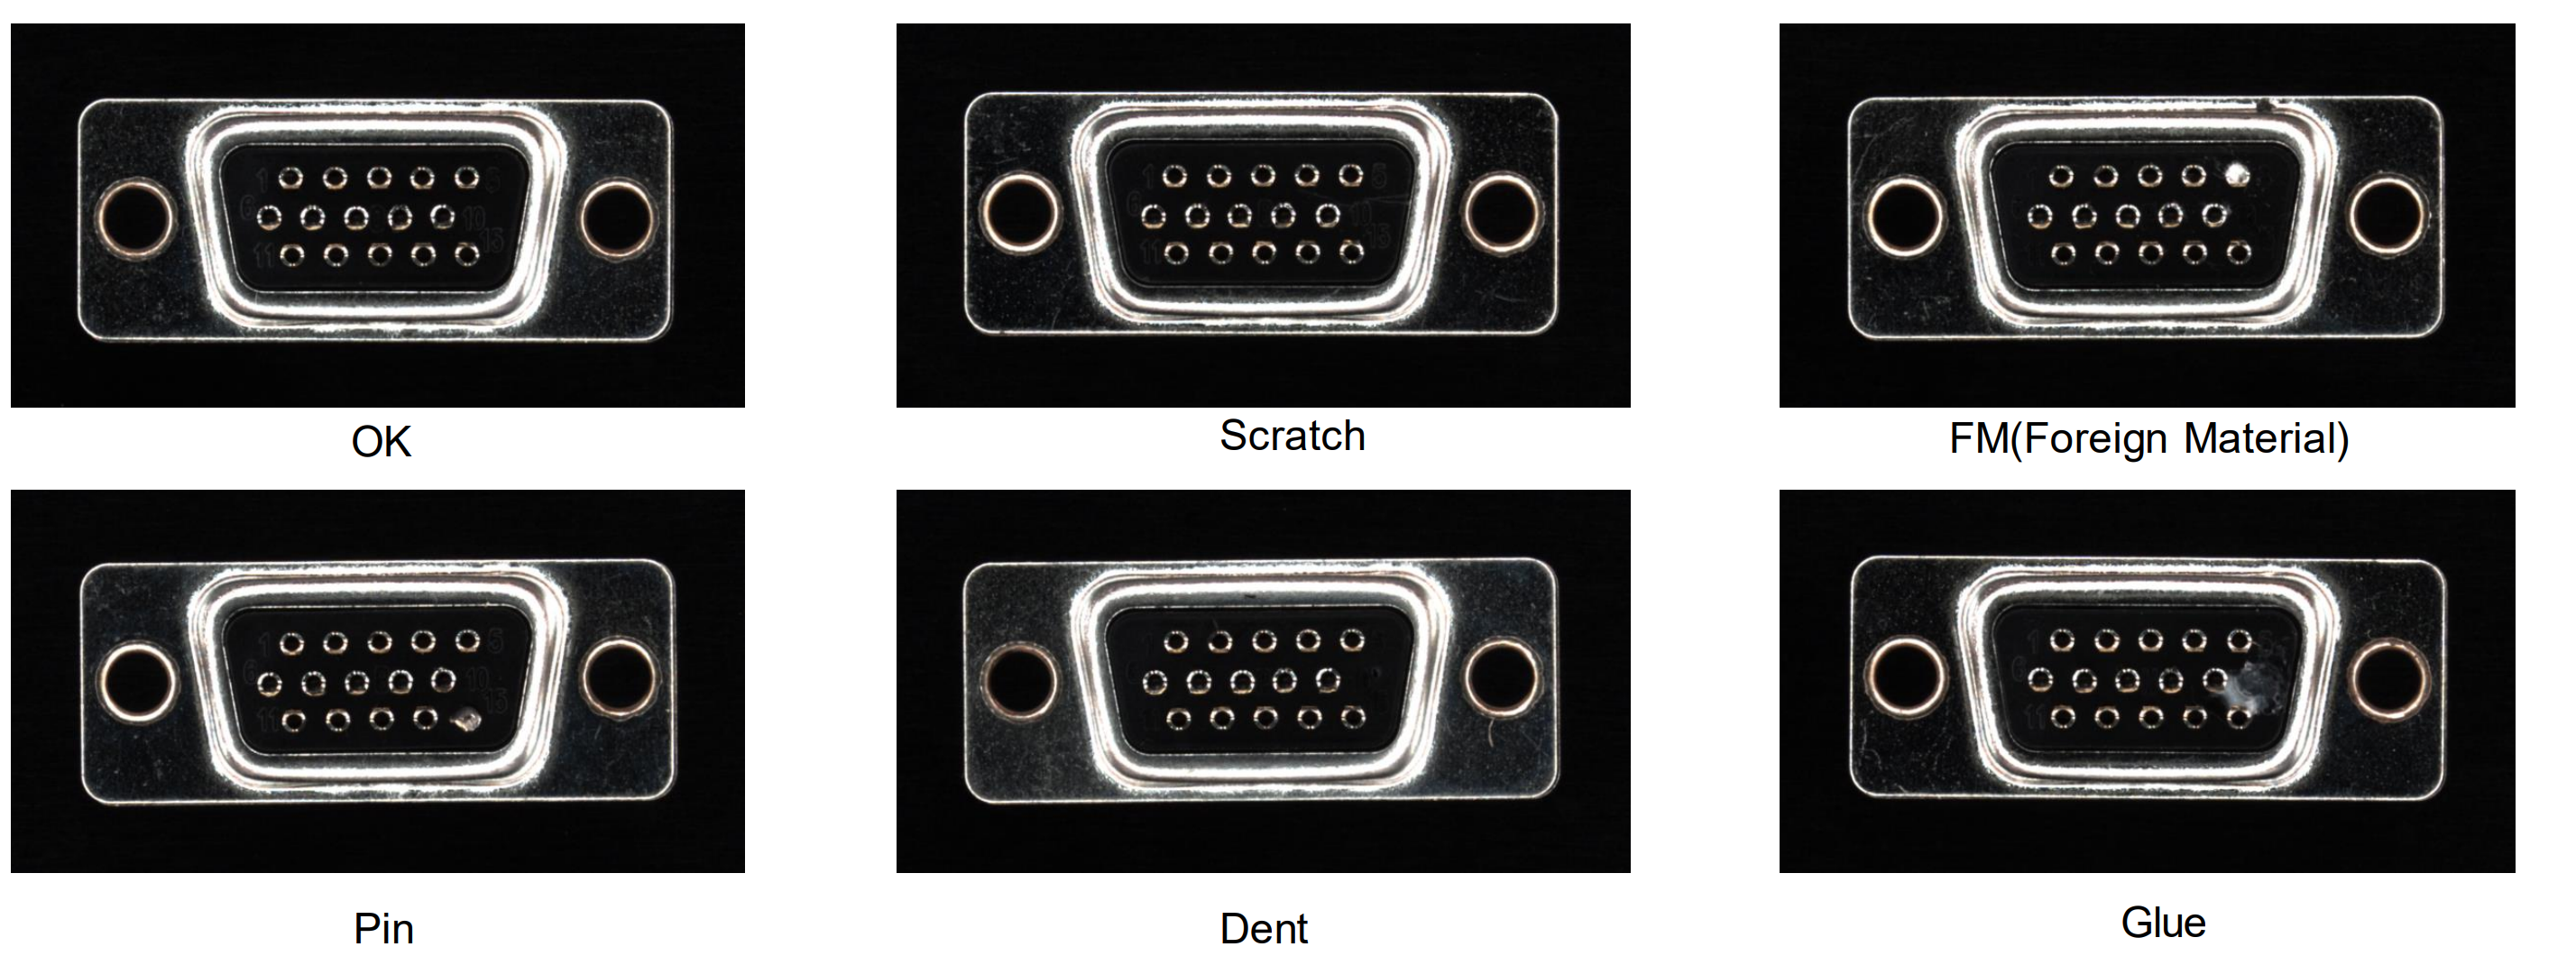 OK
Scratch
FM(Foreign Material)
Pin
Dent
Glue